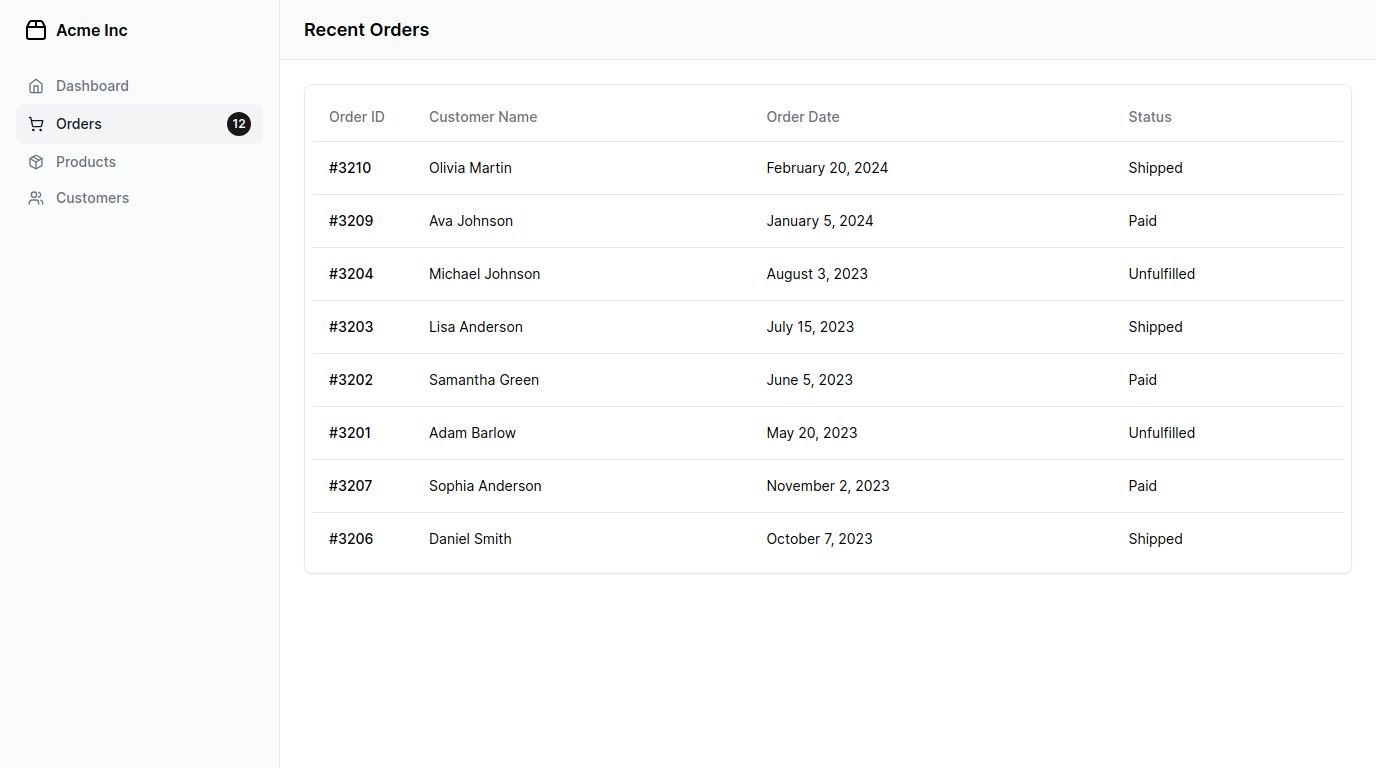 Acme Inc
Dashboard
Orders 12
Products
Customers
Recent Orders
Order ID Customer Name Order Date Status
#3210 Olivia Martin February 20, 2024 Shipped
#3209 Ava Johnson January 5, 2024 Paid
#3204 Michael Johnson August 3, 2023 Unfulfilled
#3203 Lisa Anderson July 15, 2023 Shipped
#3202 Samantha Green June 5, 2023 Paid
#3201 Adam Barlow May 20, 2023 Unfulfilled
#3207 Sophia Anderson November 2, 2023 Paid
#3206 Daniel Smith October 7, 2023 Shipped